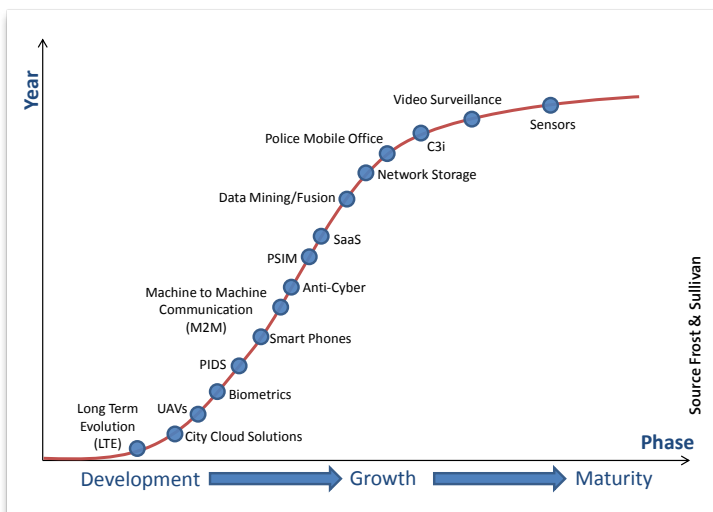 Year
Video Surveillance
Sensors
Police Mobile Office
C3i
Network Storage
Data Mining/Fusion
SaaS
PSIM
Anti-Cyber
Machine to Machine
Communication
(M2M)
Smart Phones
PIDS
Biometrics
Long Term
Evolution
(LTE)
UAVs
City Cloud Solutions
Source Frost & Sullivan
Phase
Development
Growth
Maturity